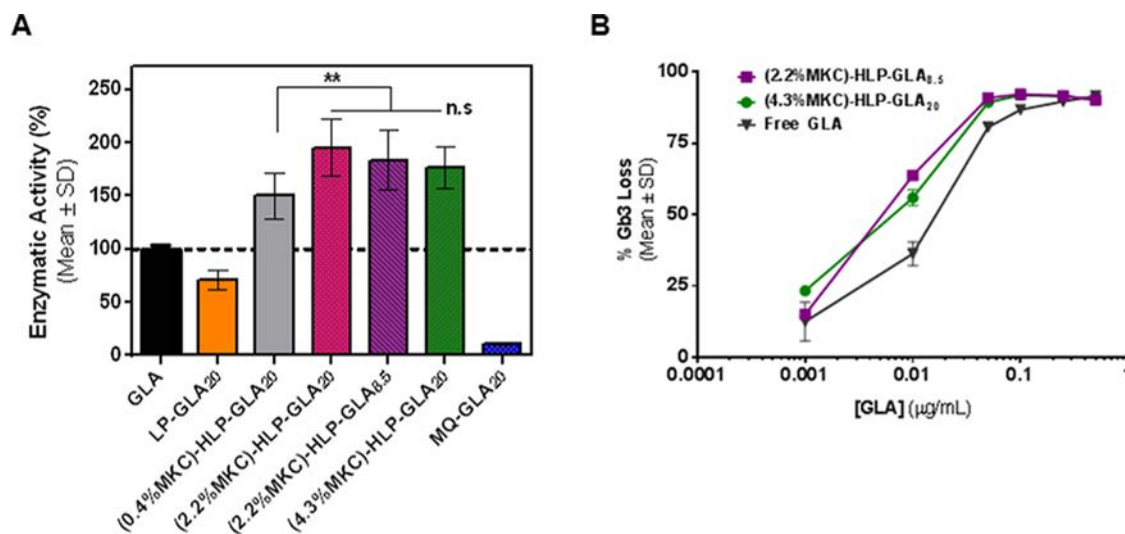 A
Enzymatic Activity (%)
(Mean ± SD)
250
200
150
100
50
0
**
n.s
GLA
LP-GLA20
(0.4%MKC)-HLP-GLA20
(2.2%MKC)-HLP-GLA20
(2.2%MKC)-HLP-GLA8.5
(4.3%MKC)-HLP-GLA20
MQ-GLA20
B
% Gb3 Loss
(Mean ± SD)
100
75
50
25
0
(2.2%MKC)-HLP-GLA8.5
(4.3%MKC)-HLP-GLA20
Free GLA
0.0001
0.001
0.01
0.1
1
[GLA] (µg/mL)